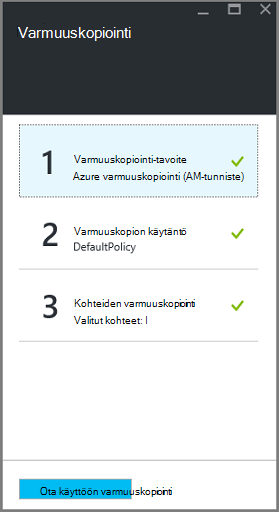 Varmuuskopiointi
1
Varmuuskopiointi-tavoite
Azure varmuuskopiointi (AM-tunniste)
2
Varmuuskopion käytäntö
DefaultPolicy
3
Kohteiden varmuuskopiointi
Valitut kohteet: I
Ota käyttöön varmuuskopiointi